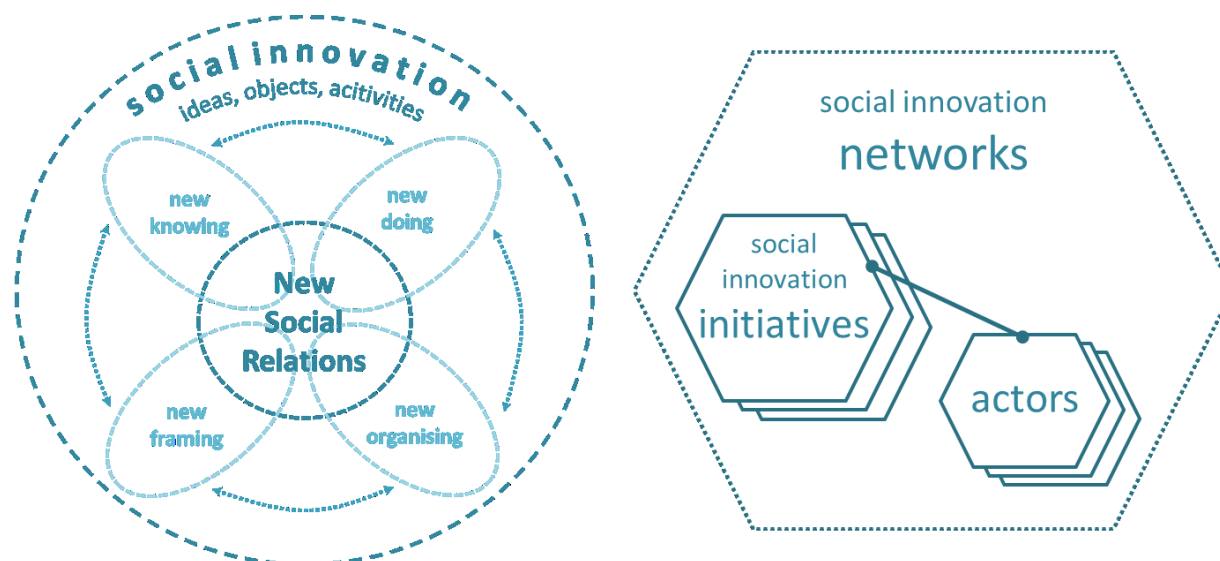 social innovation
ideas, objects, acitivities
new
knowing
new
doing
New
Social
Relations
new
framing
new
organising
social innovation
networks
social
innovation
initiatives
actors